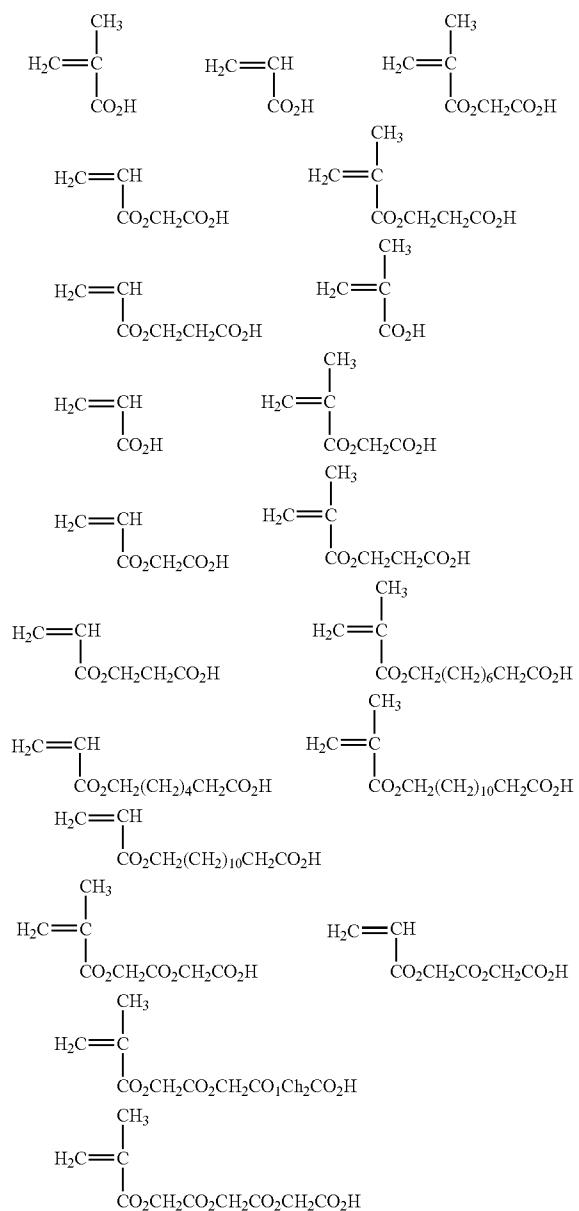 CH₃ CH₃
H₂C=C H₂C=CH H₂C=C
CO₂H CO₂H CO₂CH₂CO₂H
CH₃
H₂C=CH H₂C=C
CO₂CH₂CO₂H CO₂CH₂CH₂CO₂H
CH₃
H₂C=CH H₂C=C
CO₂CH₂CH₂CO₂H CO₂H
CH₃
H₂C=CH H₂C=C
CO₂H CO₂CH₂CO₂H
CH₃
H₂C=CH H₂C=C
CO₂CH₂CO₂H CO₂CH₂CH₂CO₂H
CH₃
H₂C=CH H₂C=C
CO₂CH₂CH₂CO₂H CO₂CH₂(CH₂)₆CH₂CO₂H
CH₃
H₂C=CH H₂C=C
CO₂CH₂(CH₂)₄CH₂CO₂H CO₂CH₂(CH₂)₁₀CH₂CO₂H
H₂C=CH
CO₂CH₂(CH₂)₁₀CH₂CO₂H
CH₃
H₂C=C H₂C=CH
CO₂CH₂CO₂CH₂CO₂H CO₂CH₂CO₂CH₂CO₂H
CH₃
H₂C=C
CO₂CH₂CO₂CH₂CO₁Ch₂CO₂H
CH₃
H₂C=C
CO₂CH₂CO₂CH₂CO₂CH₂CO₂H